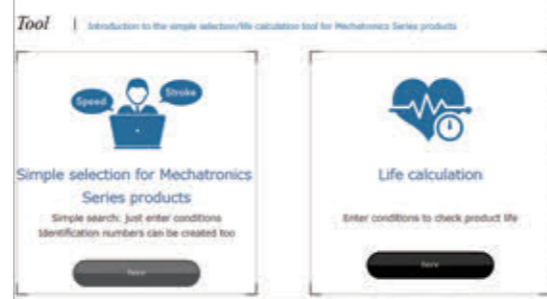 Tool | Introduction to the simple selection/life calculation tool for Mechatronics Series products
Speed
Stroke
Simple selection for Mechatronics
Series products
Simple search: just enter conditions
Identification numbers can be created too
here
Life calculation
Enter conditions to check product life
here